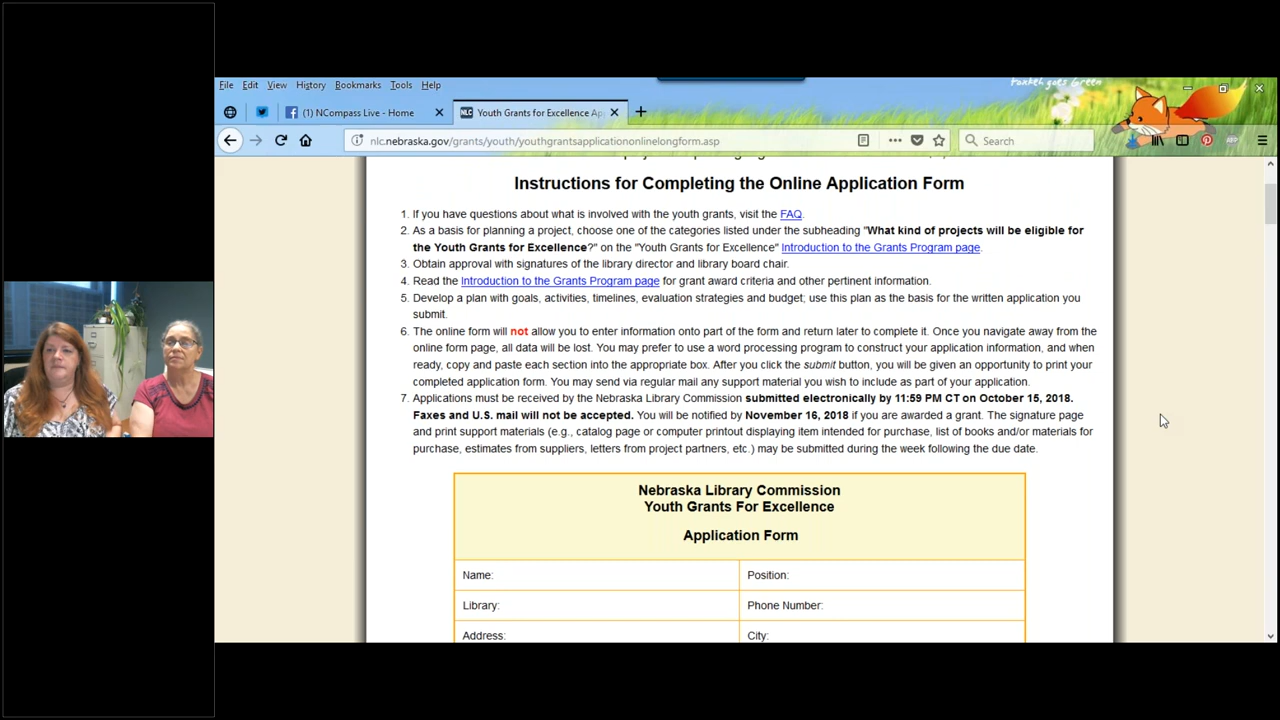 Foxkeh goes Green
File Edit View History Bookmarks Tools Help
(1) NCompass Live - Home
NLC Youth Grants for Excellence Ap
nlc.nebraska.gov/grants/youth/youthgrantsapplicationonlinelongform.asp
Search
Instructions for Completing the Online Application Form
1. If you have questions about what is involved with the youth grants, visit the FAQ.
2. As a basis for planning a project, choose one of the categories listed under the subheading "What kind of projects will be eligible for
the Youth Grants for Excellence?" on the "Youth Grants for Excellence" Introduction to the Grants Program page.
3. Obtain approval with signatures of the library director and library board chair.
4. Read the Introduction to the Grants Program page for grant award criteria and other pertinent information.
5. Develop a plan with goals, activities, timelines, evaluation strategies and budget; use this plan as the basis for the written application you
submit.
6. The online form will not allow you to enter information onto part of the form and return later to complete it. Once you navigate away from the
online form page, all data will be lost. You may prefer to use a word processing program to construct your application information, and when
ready, copy and paste each section into the appropriate box. After you click the submit button, you will be given an opportunity to print your
completed application form. You may send via regular mail any support material you wish to include as part of your application.
7. Applications must be received by the Nebraska Library Commission submitted electronically by 11:59 PM CT on October 15, 2018.
Faxes and U.S. mail will not be accepted. You will be notified by November 16, 2018 if you are awarded a grant. The signature page
and print support materials (e.g., catalog page or computer printout displaying item intended for purchase, list of books and/or materials for
purchase, estimates from suppliers, letters from project partners, etc.) may be submitted during the week following the due date.
Nebraska Library Commission
Youth Grants For Excellence
Application Form
Name: Position:
Library: Phone Number:
Address: City: